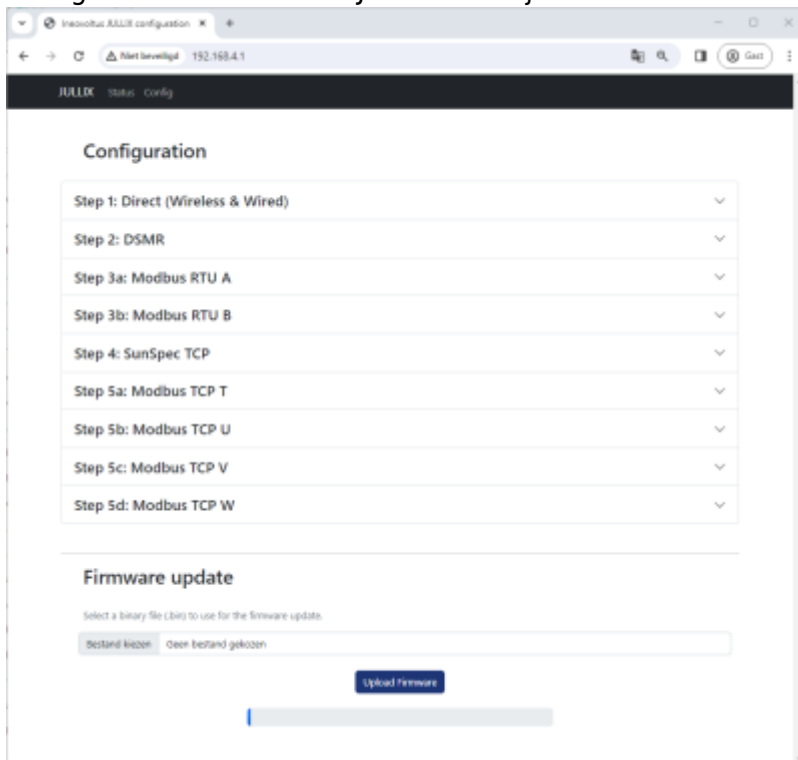 Ineovoltus JULLIX configuration
Niet beveiligd 192.168.4.1
Gast
JULLIX Status Config
Configuration
Step 1: Direct (Wireless & Wired)
Step 2: DSMR
Step 3a: Modbus RTU A
Step 3b: Modbus RTU B
Step 4: SunSpec TCP
Step 5a: Modbus TCP T
Step 5b: Modbus TCP U
Step 5c: Modbus TCP V
Step 5d: Modbus TCP W
Firmware update
Select a binary file (.bin) to use for the firmware update.
Bestand kiezen Geen bestand gekozen
Upload Firmware